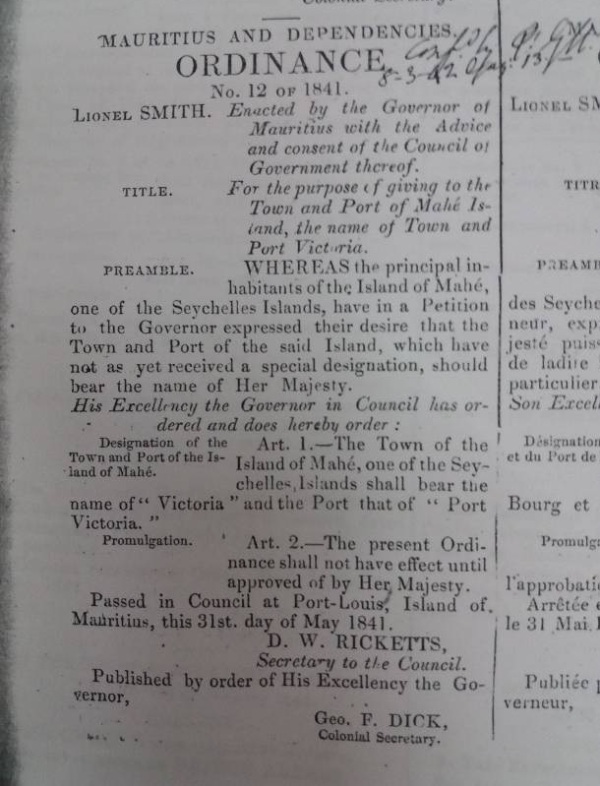 MAURITIUS AND DEPENDENCIES.
ORDINANCE
No. 12 OF 1841.
LIONEL SMITH. Enacted by the Governor of
Mauritius with the Advice
and consent of the Council of
Government thereof.
TITLE. For the purpose of giving to the
Town and Port of Mahé Is-
land, the name of Town and
Port Victoria.
PREAMBLE. WHEREAS the principal in-
habitants of the Island of Mahé,
one of the Seychelles Islands, have in a Petition
to the Governor expressed their desire that the
Town and Port of the said Island, which have
not as yet received a special designation, should
bear the name of Her Majesty.
His Excellency the Governor in Council has or-
dered and does hereby order :
Designation of the
Town and Port of the Is-
land of Mahé.
Art. 1.—The Town of the
Island of Mahé, one of the Sey-
chelles Islands shall bear the
name of “ Victoria ” and the Port that of “ Port
Victoria. ”
Promulgation. Art. 2.—The present Ordi-
nance shall not have effect until
approved of by Her Majesty.
Passed in Council at Port-Louis, Island of
Mauritius, this 31st. day of May 1841.
D. W. RICKETTS,
Secretary to the Council.
Published by order of His Excellency the Go-
vernor,
Geo. F. DICK,
Colonial Secretary.
LIONEL SM
TITR
PREAMB
des Seyche
neur, exp
jesté puiss
de ladite
particulier
Son Excel
Désignation
et du Port de
Bourg et
Promulga
l'approbati
Arrêtée
le 31 Mai
Publiée
verneur,